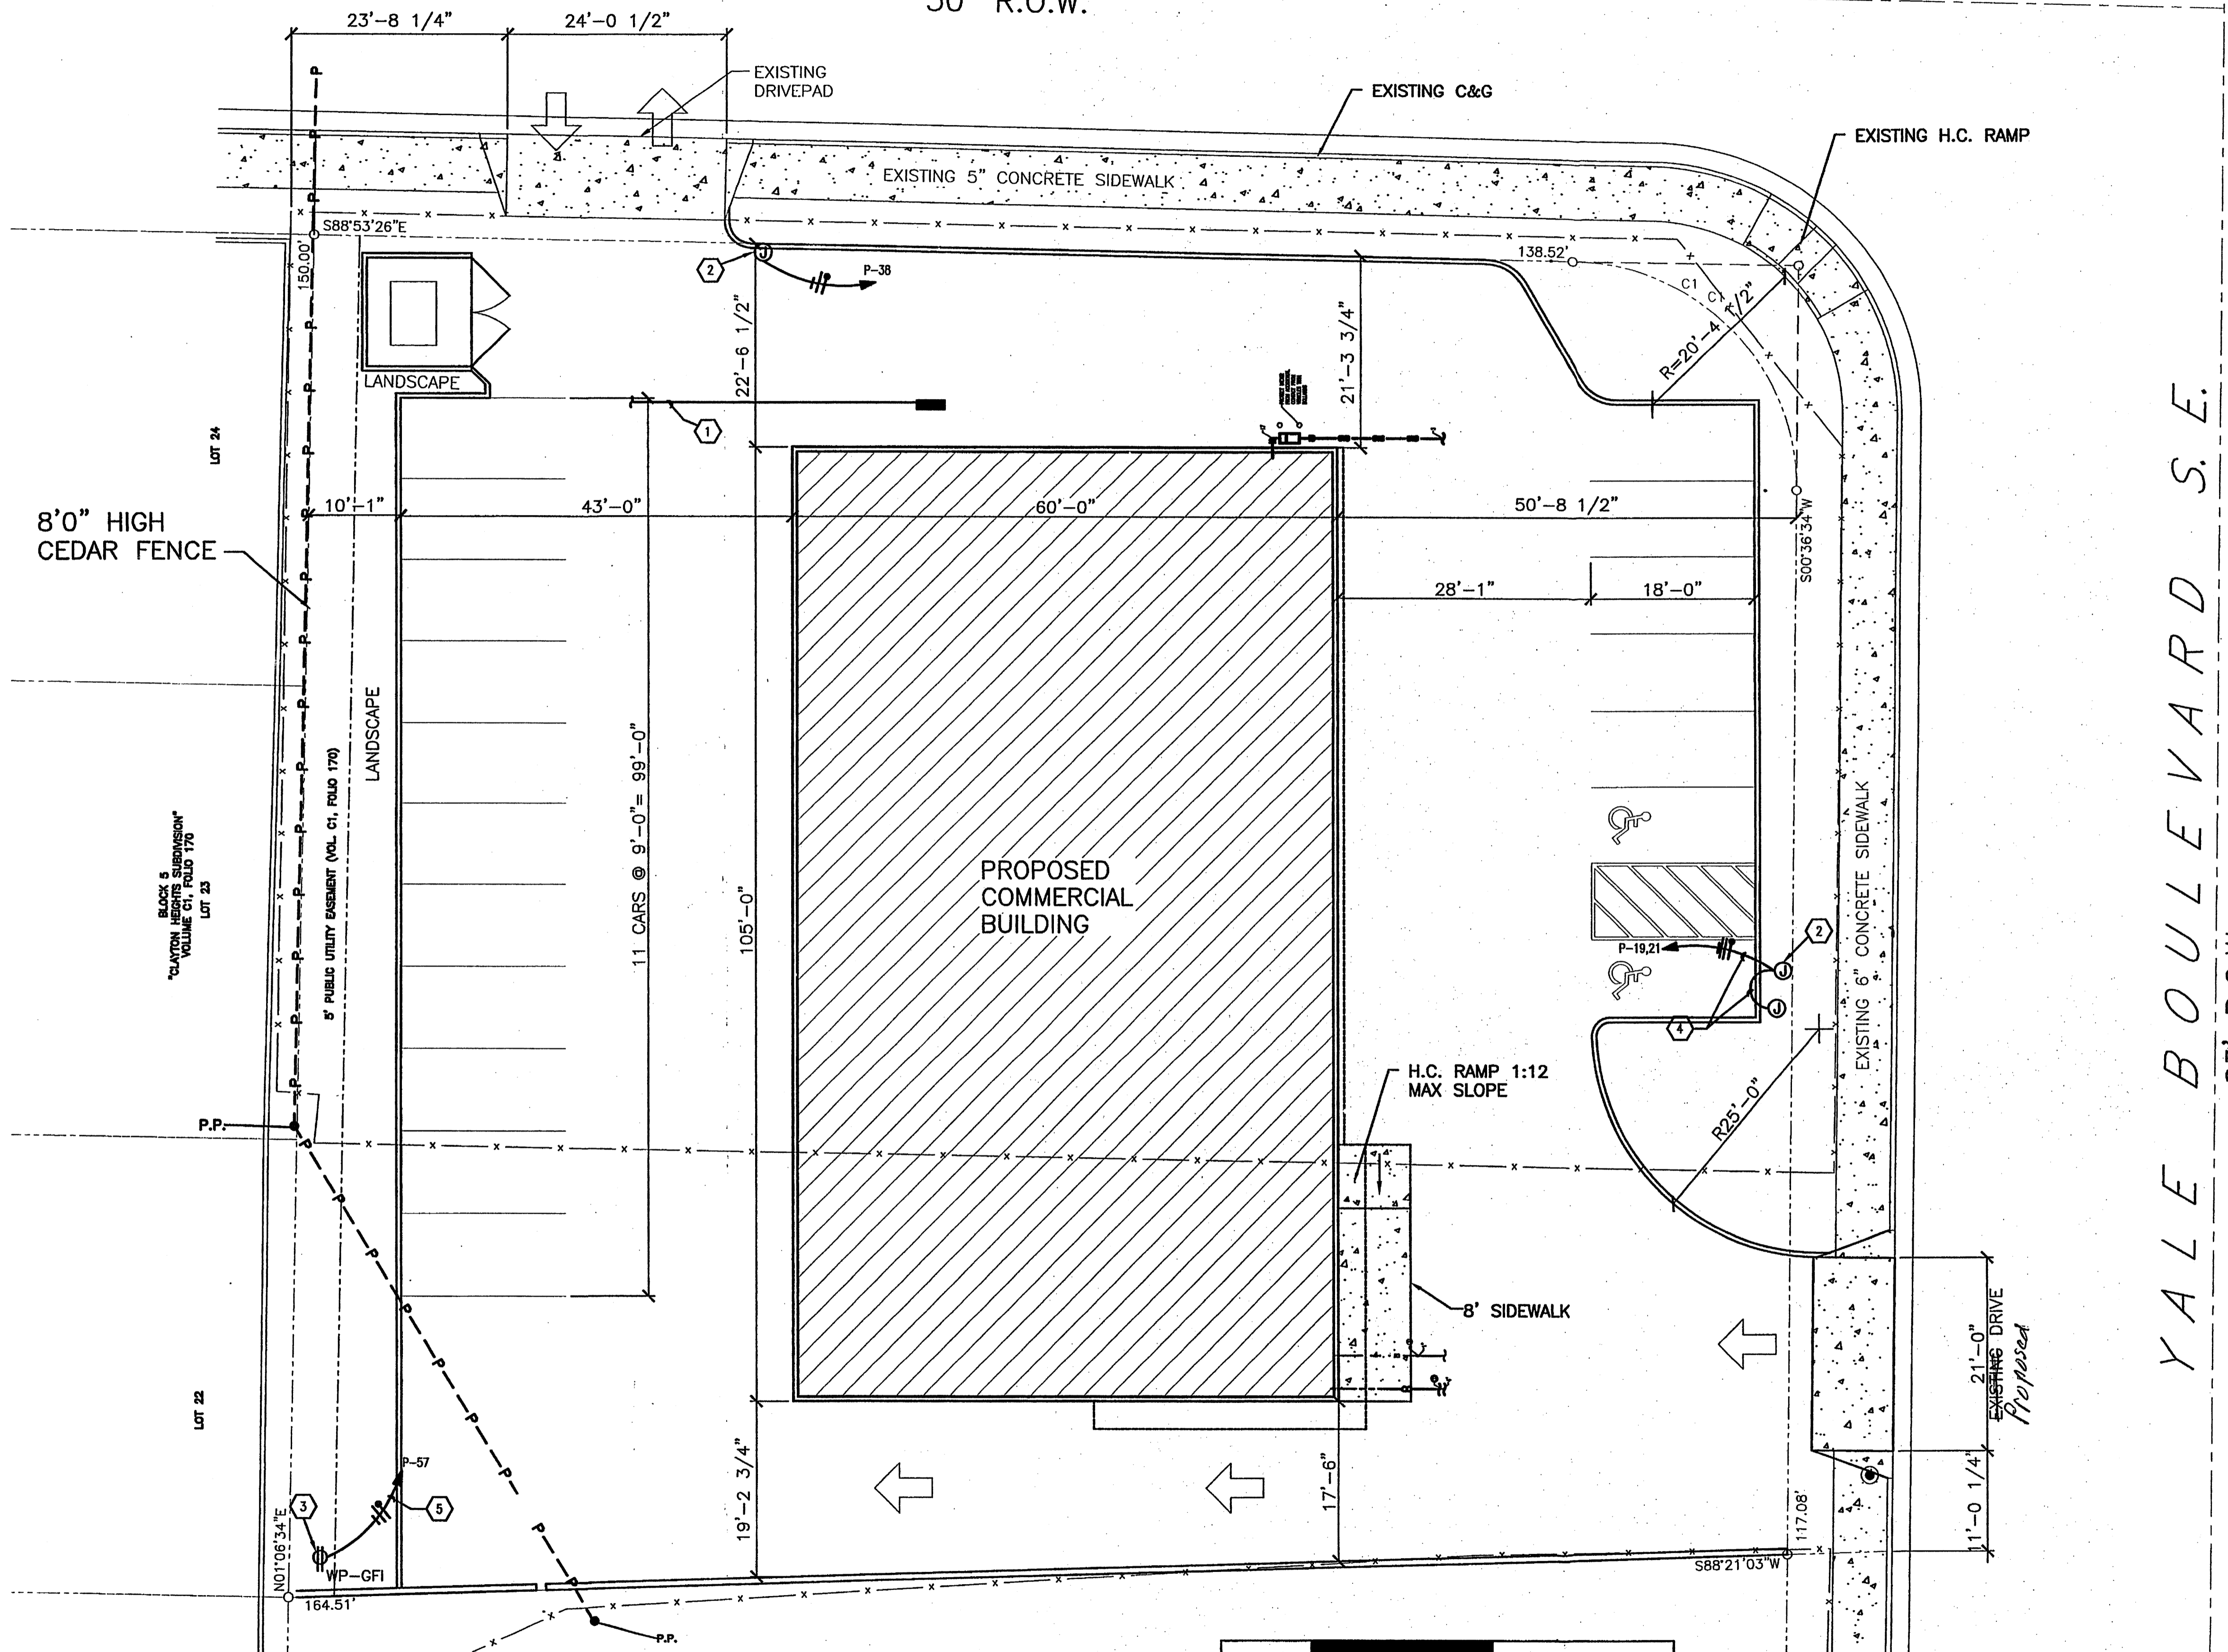 50' R.O.W.
23'-8 1/4"
24'-0 1/2"
EXISTING
DRIVEPAD
EXISTING C&G
EXISTING H.C. RAMP
EXISTING 5" CONCRETE SIDEWALK
S88°53'26"E
150.00'
2
P-38
138.52'
C1
C1
R=20'-4 1/2"
22'-6 1/2"
21'-3 3/4"
LANDSCAPE
1
LOT 24
8'0" HIGH
CEDAR FENCE
10'-1"
43'-0"
60'-0"
50'-8 1/2"
S00°36'34"W
28'-1"
18'-0"
LANDSCAPE
5' PUBLIC UTILITY EASEMENT (VOL. C1, FOLIO 170)
BLOCK 5
"CLAYTON HEIGHTS SUBDIVISION"
VOLUME C1, FOLIO 170
LOT 23
11 CARS @ 9'-0"= 99'-0"
105'-0"
PROPOSED
COMMERCIAL
BUILDING
EXISTING 6" CONCRETE SIDEWALK
YALE BOULEVARD S.E.
P-19,21
2
J
J
J
4
H.C. RAMP 1:12
MAX SLOPE
R25'-0"
P.P.
8' SIDEWALK
21'-0"
EXISTING DRIVE
Proposed
LOT 22
P-57
3
5
WP-GFI
N01°06'34"E
164.51'
19'-2 3/4"
17'-6"
117.08'
S88°21'03"W
11'-0 1/4"
P.P.